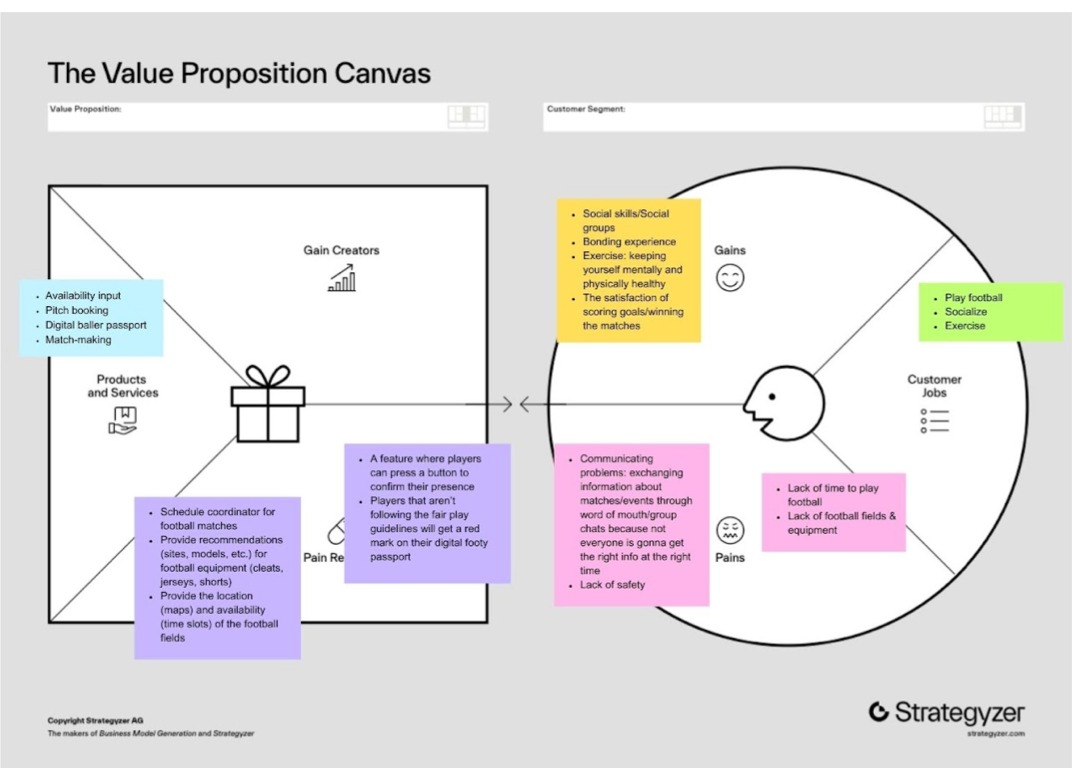 The Value Proposition Canvas
Value Proposition:
Customer Segment:
Gain Creators
• Availability input
• Pitch booking
• Digital baller passport
• Match-making
Products
and Services
• A feature where players
can press a button to
confirm their presence
• Players that aren't
following the fair play
guidelines will get a red
mark on their digital footy
passport
• Schedule coordinator for
football matches
• Provide recommendations
(sites, models, etc.) for
football equipment (cleats,
jerseys, shorts)
• Provide the location
(maps) and availability
(time slots) of the football
fields
Pain Re
• Social skills/Social
groups
• Bonding experience
• Exercise: keeping
yourself mentally and
physically healthy
• The satisfaction of
scoring goals/winning
the matches
Gains
• Play football
• Socialize
• Exercise
Customer
Jobs
• Communicating
problems: exchanging
information about
matches/events through
word of mouth/group
chats because not
everyone is gonna get
the right info at the right
time
• Lack of safety
• Lack of time to play
football
• Lack of football fields &
equipment
Pains
Copyright Strategyzer AG
The makers of Business Model Generation and Strategyzer
Strategyzer
strategyzer.com